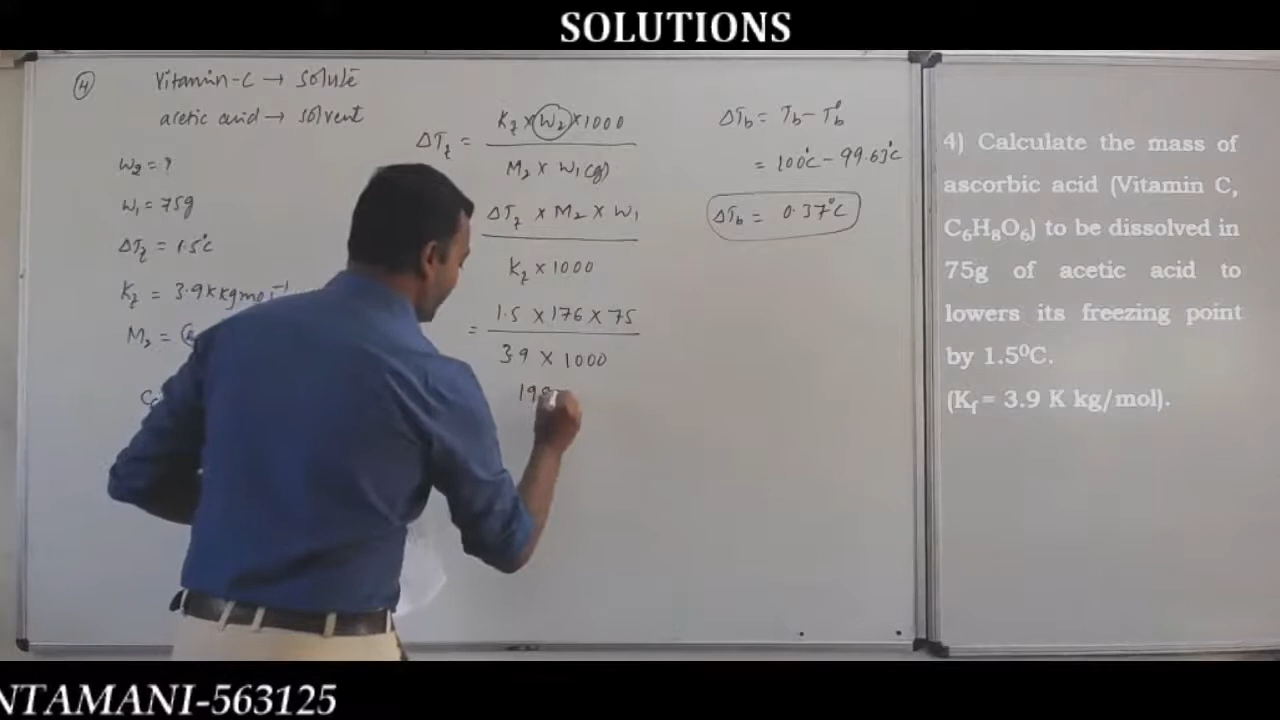 SOLUTIONS
④ Vitamin-C → solute
acetic acid → solvent
W₂ = ?
W₁ = 75g
ΔTf = 1.5°C
Kf = 3.9 K kg mol⁻¹
M₂ =
ΔTf = Kf × W₂ × 1000
M₂ × W₁(g)
ΔTf × M₂ × W₁
Kf × 1000
= 1.5 × 176 × 75
3.9 × 1000
ΔTb = Tb - T°b
= 100°C - 99.63°C
ΔTb = 0.37°C
4) Calculate the mass of
ascorbic acid (Vitamin C,
C₆H₈O₆) to be dissolved in
75g of acetic acid to
lowers its freezing point
by 1.5⁰C.
(Kf = 3.9 K kg/mol).
NTAMANI-563125